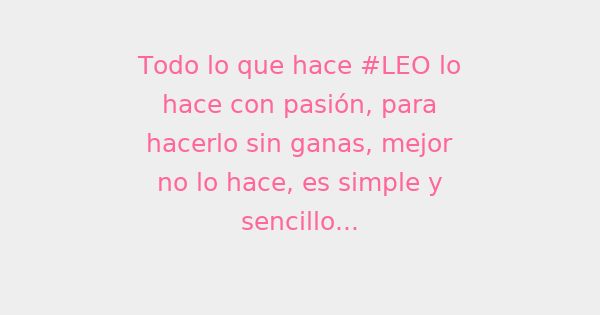 Todo lo que hace #LEO lo
hace con pasión, para
hacerlo sin ganas, mejor
no lo hace, es simple y
sencillo...